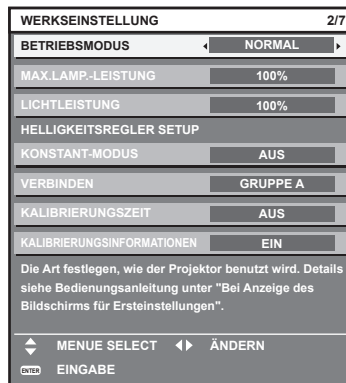 WERKSEINSTELLUNG 2/7
BETRIEBSMODUS NORMAL
MAX.LAMP.-LEISTUNG 100%
LICHTLEISTUNG 100%
HELLIGKEITSREGLER SETUP
KONSTANT-MODUS AUS
VERBINDEN GRUPPE A
KALIBRIERUNGSZEIT AUS
KALIBRIERUNGSINFORMATIONEN EIN
Die Art festlegen, wie der Projektor benutzt wird. Details
siehe Bedienungsanleitung unter "Bei Anzeige des
Bildschirms für Ersteinstellungen".
MENUE SELECT ÄNDERN
ENTER EINGABE